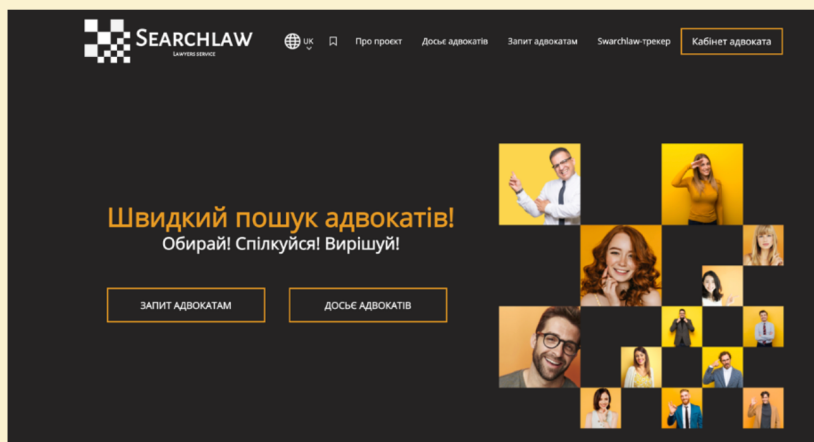 SEARCHLAW
LAWYERS SERVICE
UK
Про проєкт
Досьє адвокатів
Запит адвокатам
Swarchlaw-трекер
Кабінет адвоката
Швидкий пошук адвокатів!
Обирай! Спілкуйся! Вирішуй!
ЗАПИТ АДВОКАТАМ
ДОСЬЄ АДВОКАТІВ